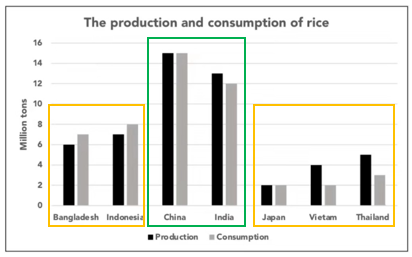 The production and consumption of rice
Million tons
16
14
12
10
8
6
4
2
0
Bangladesh Indonesia China India Japan Vietam Thailand
Production Consumption